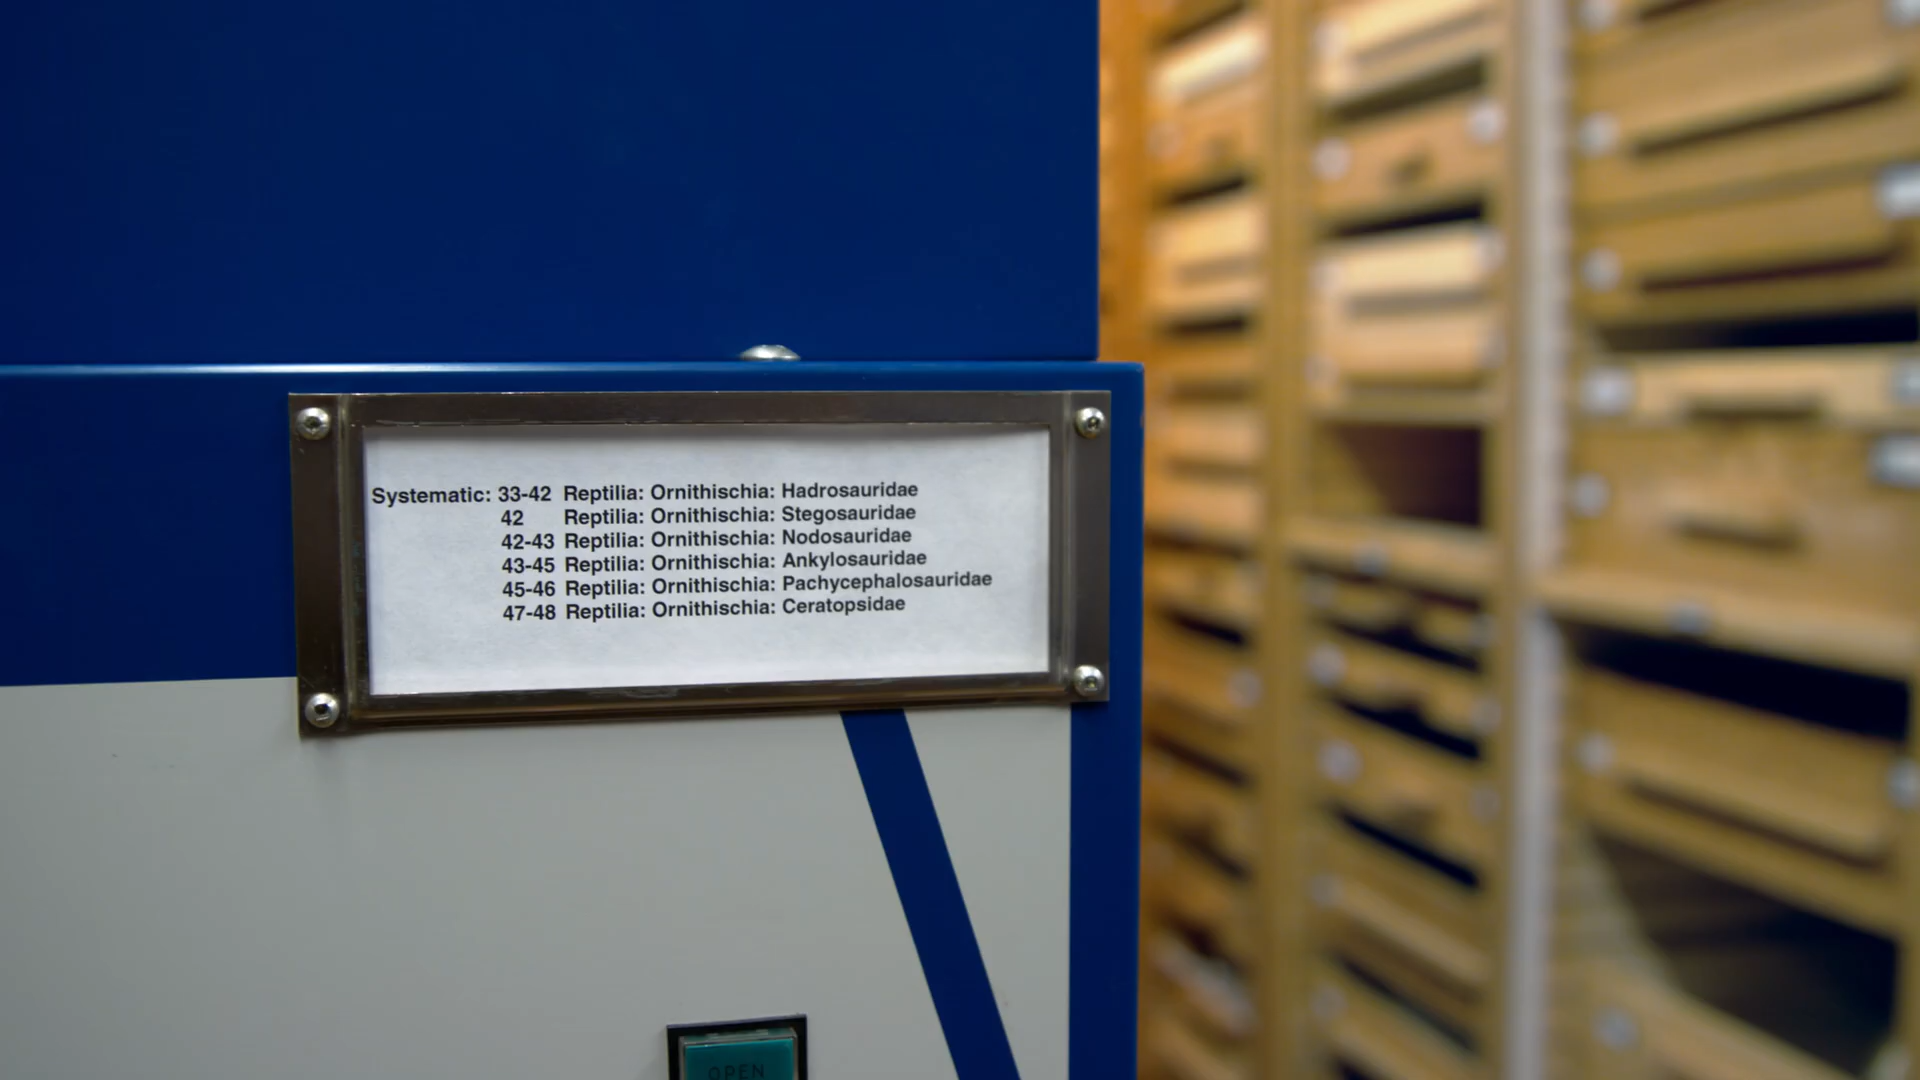 Systematic: 33-42 Reptilia: Ornithischia: Hadrosauridae
42 Reptilia: Ornithischia: Stegosauridae
42-43 Reptilia: Ornithischia: Nodosauridae
43-45 Reptilia: Ornithischia: Ankylosauridae
45-46 Reptilia: Ornithischia: Pachycephalosauridae
47-48 Reptilia: Ornithischia: Ceratopsidae
OPEN